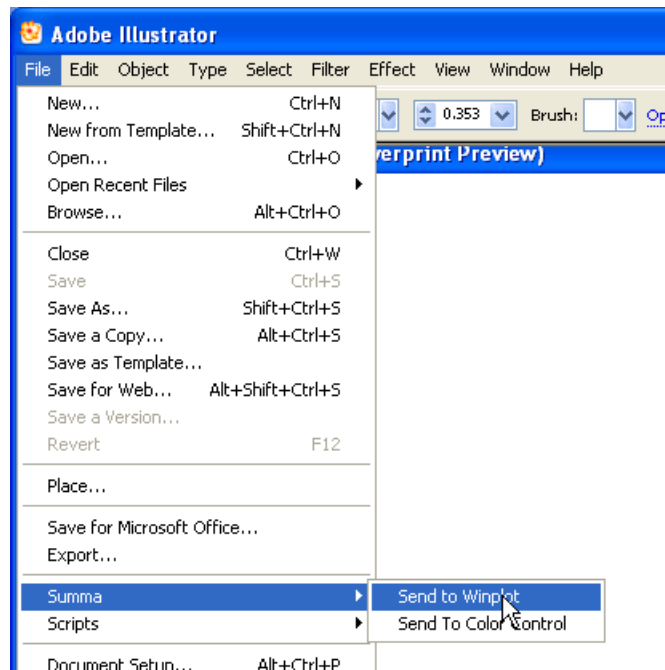 Adobe Illustrator
File Edit Object Type Select Filter Effect View Window Help
0.353 Brush: Op
erprint Preview)
New... Ctrl+N
New from Template... Shift+Ctrl+N
Open... Ctrl+O
Open Recent Files
Browse... Alt+Ctrl+O
Close Ctrl+W
Save Ctrl+S
Save As... Shift+Ctrl+S
Save a Copy... Alt+Ctrl+S
Save as Template...
Save for Web... Alt+Shift+Ctrl+S
Save a Version...
Revert F12
Place...
Save for Microsoft Office...
Export...
Summa
Scripts
Document Setup... Alt+Ctrl+P
Send to Winplot
Send To Color Control